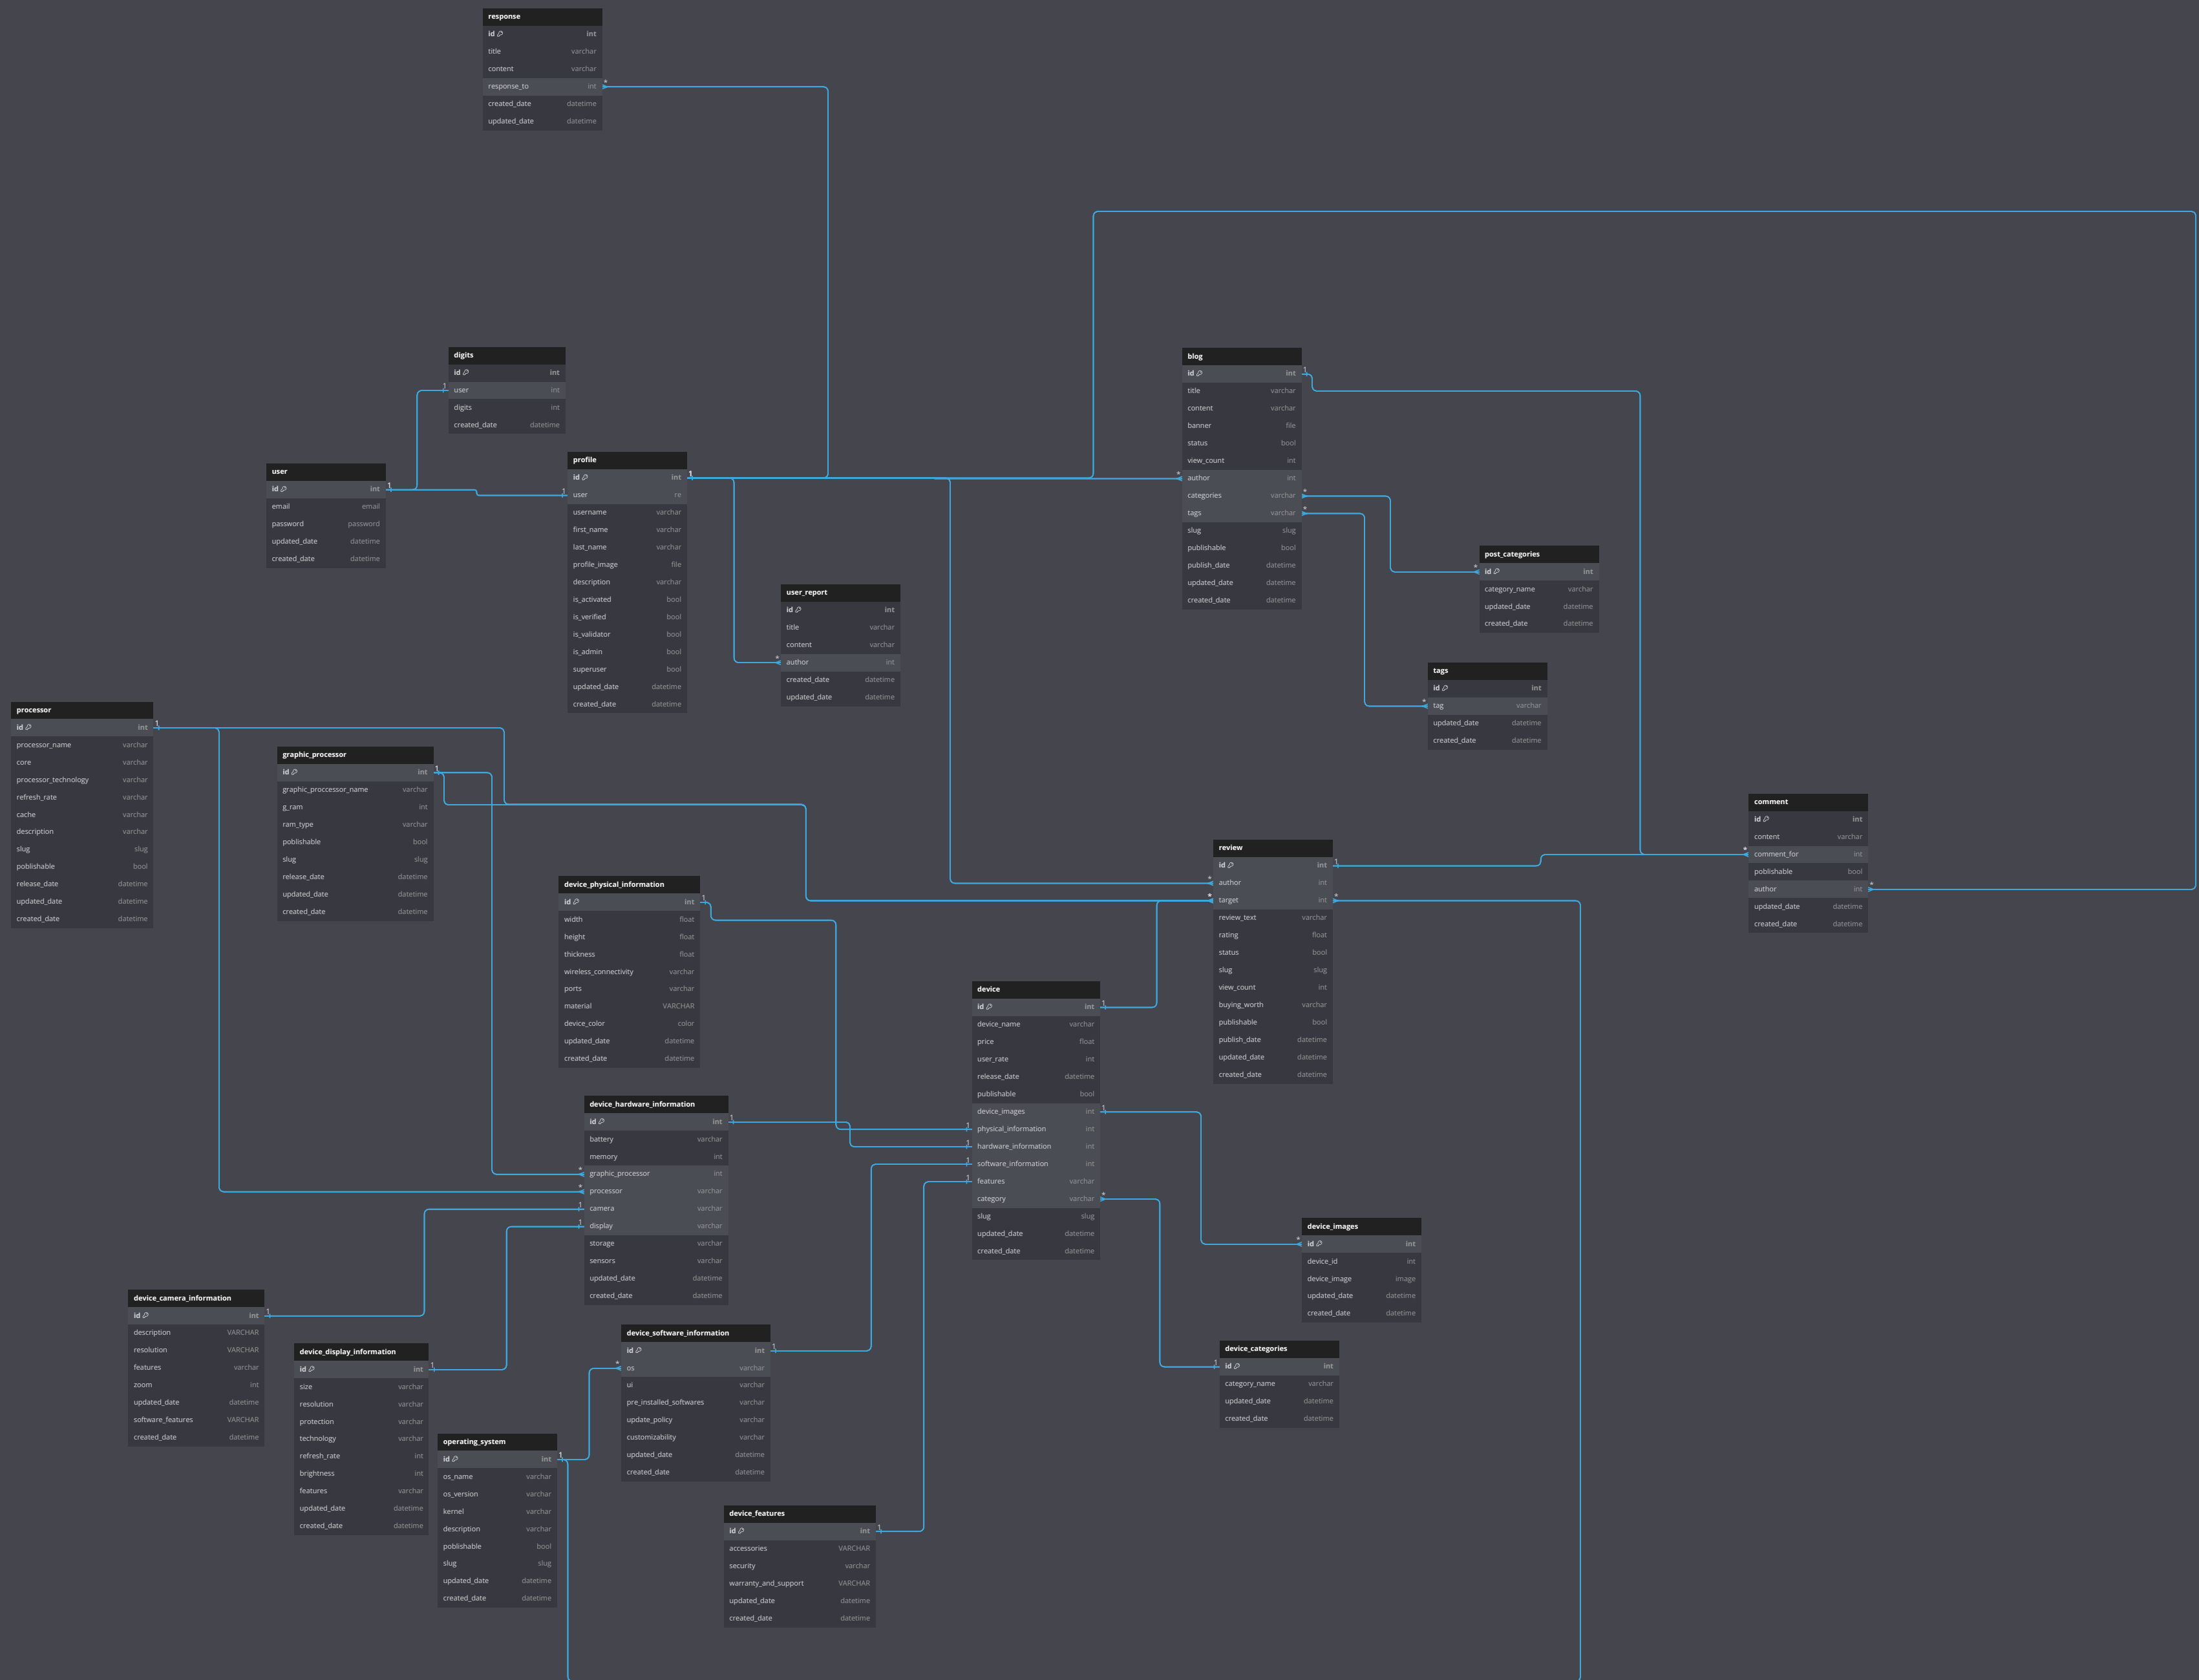 response
id int
title varchar
content varchar
response_to int
created_date datetime
updated_date datetime
digits
id int
user int
digits int
created_date datetime
blog
id int
title varchar
content varchar
banner file
status bool
view_count int
author int
categories varchar
tags varchar
slug slug
publishable bool
publish_date datetime
updated_date datetime
created_date datetime
user
id int
email email
password password
updated_date datetime
created_date datetime
profile
id int
user re
username varchar
first_name varchar
last_name varchar
profile_image file
description varchar
is_activated bool
is_verified bool
is_validator bool
is_admin bool
superuser bool
updated_date datetime
created_date datetime
user_report
id int
title varchar
content varchar
author int
created_date datetime
updated_date datetime
post_categories
id int
category_name varchar
updated_date datetime
created_date datetime
tags
id int
tag varchar
updated_date datetime
created_date datetime
processor
id int
processor_name varchar
core varchar
processor_technology varchar
refresh_rate varchar
cache varchar
description varchar
slug slug
poblishable bool
release_date datetime
updated_date datetime
created_date datetime
graphic_processor
id int
graphic_proccessor_name varchar
g_ram int
ram_type varchar
poblishable bool
slug slug
release_date datetime
updated_date datetime
created_date datetime
comment
id int
content varchar
comment_for int
poblishable bool
author int
updated_date datetime
created_date datetime
review
id int
author int
target int
review_text varchar
rating float
status bool
slug slug
view_count int
buying_worth varchar
publishable bool
publish_date datetime
updated_date datetime
created_date datetime
device_physical_information
id int
width float
height float
thickness float
wireless_connectivity varchar
ports varchar
material VARCHAR
device_color color
updated_date datetime
created_date datetime
device
id int
device_name varchar
price float
user_rate int
release_date datetime
publishable bool
device_images int
physical_information int
hardware_information int
software_information int
features varchar
category varchar
slug slug
updated_date datetime
created_date datetime
device_hardware_information
id int
battery varchar
memory int
graphic_processor int
processor varchar
camera varchar
display varchar
storage varchar
sensors varchar
updated_date datetime
created_date datetime
device_images
id int
device_id int
device_image image
updated_date datetime
created_date datetime
device_camera_information
id int
description VARCHAR
resolution VARCHAR
features varchar
zoom int
updated_date datetime
software_features VARCHAR
created_date datetime
device_display_information
id int
size varchar
resolution varchar
protection varchar
technology varchar
refresh_rate int
brightness int
features varchar
updated_date datetime
created_date datetime
device_software_information
id int
os varchar
ui varchar
pre_installed_softwares varchar
update_policy varchar
customizability varchar
updated_date datetime
created_date datetime
device_categories
id int
category_name varchar
updated_date datetime
created_date datetime
operating_system
id int
os_name varchar
os_version varchar
kernel varchar
description varchar
poblishable bool
slug slug
updated_date datetime
created_date datetime
device_features
id int
accessories VARCHAR
security varchar
warranty_and_support VARCHAR
updated_date datetime
created_date datetime